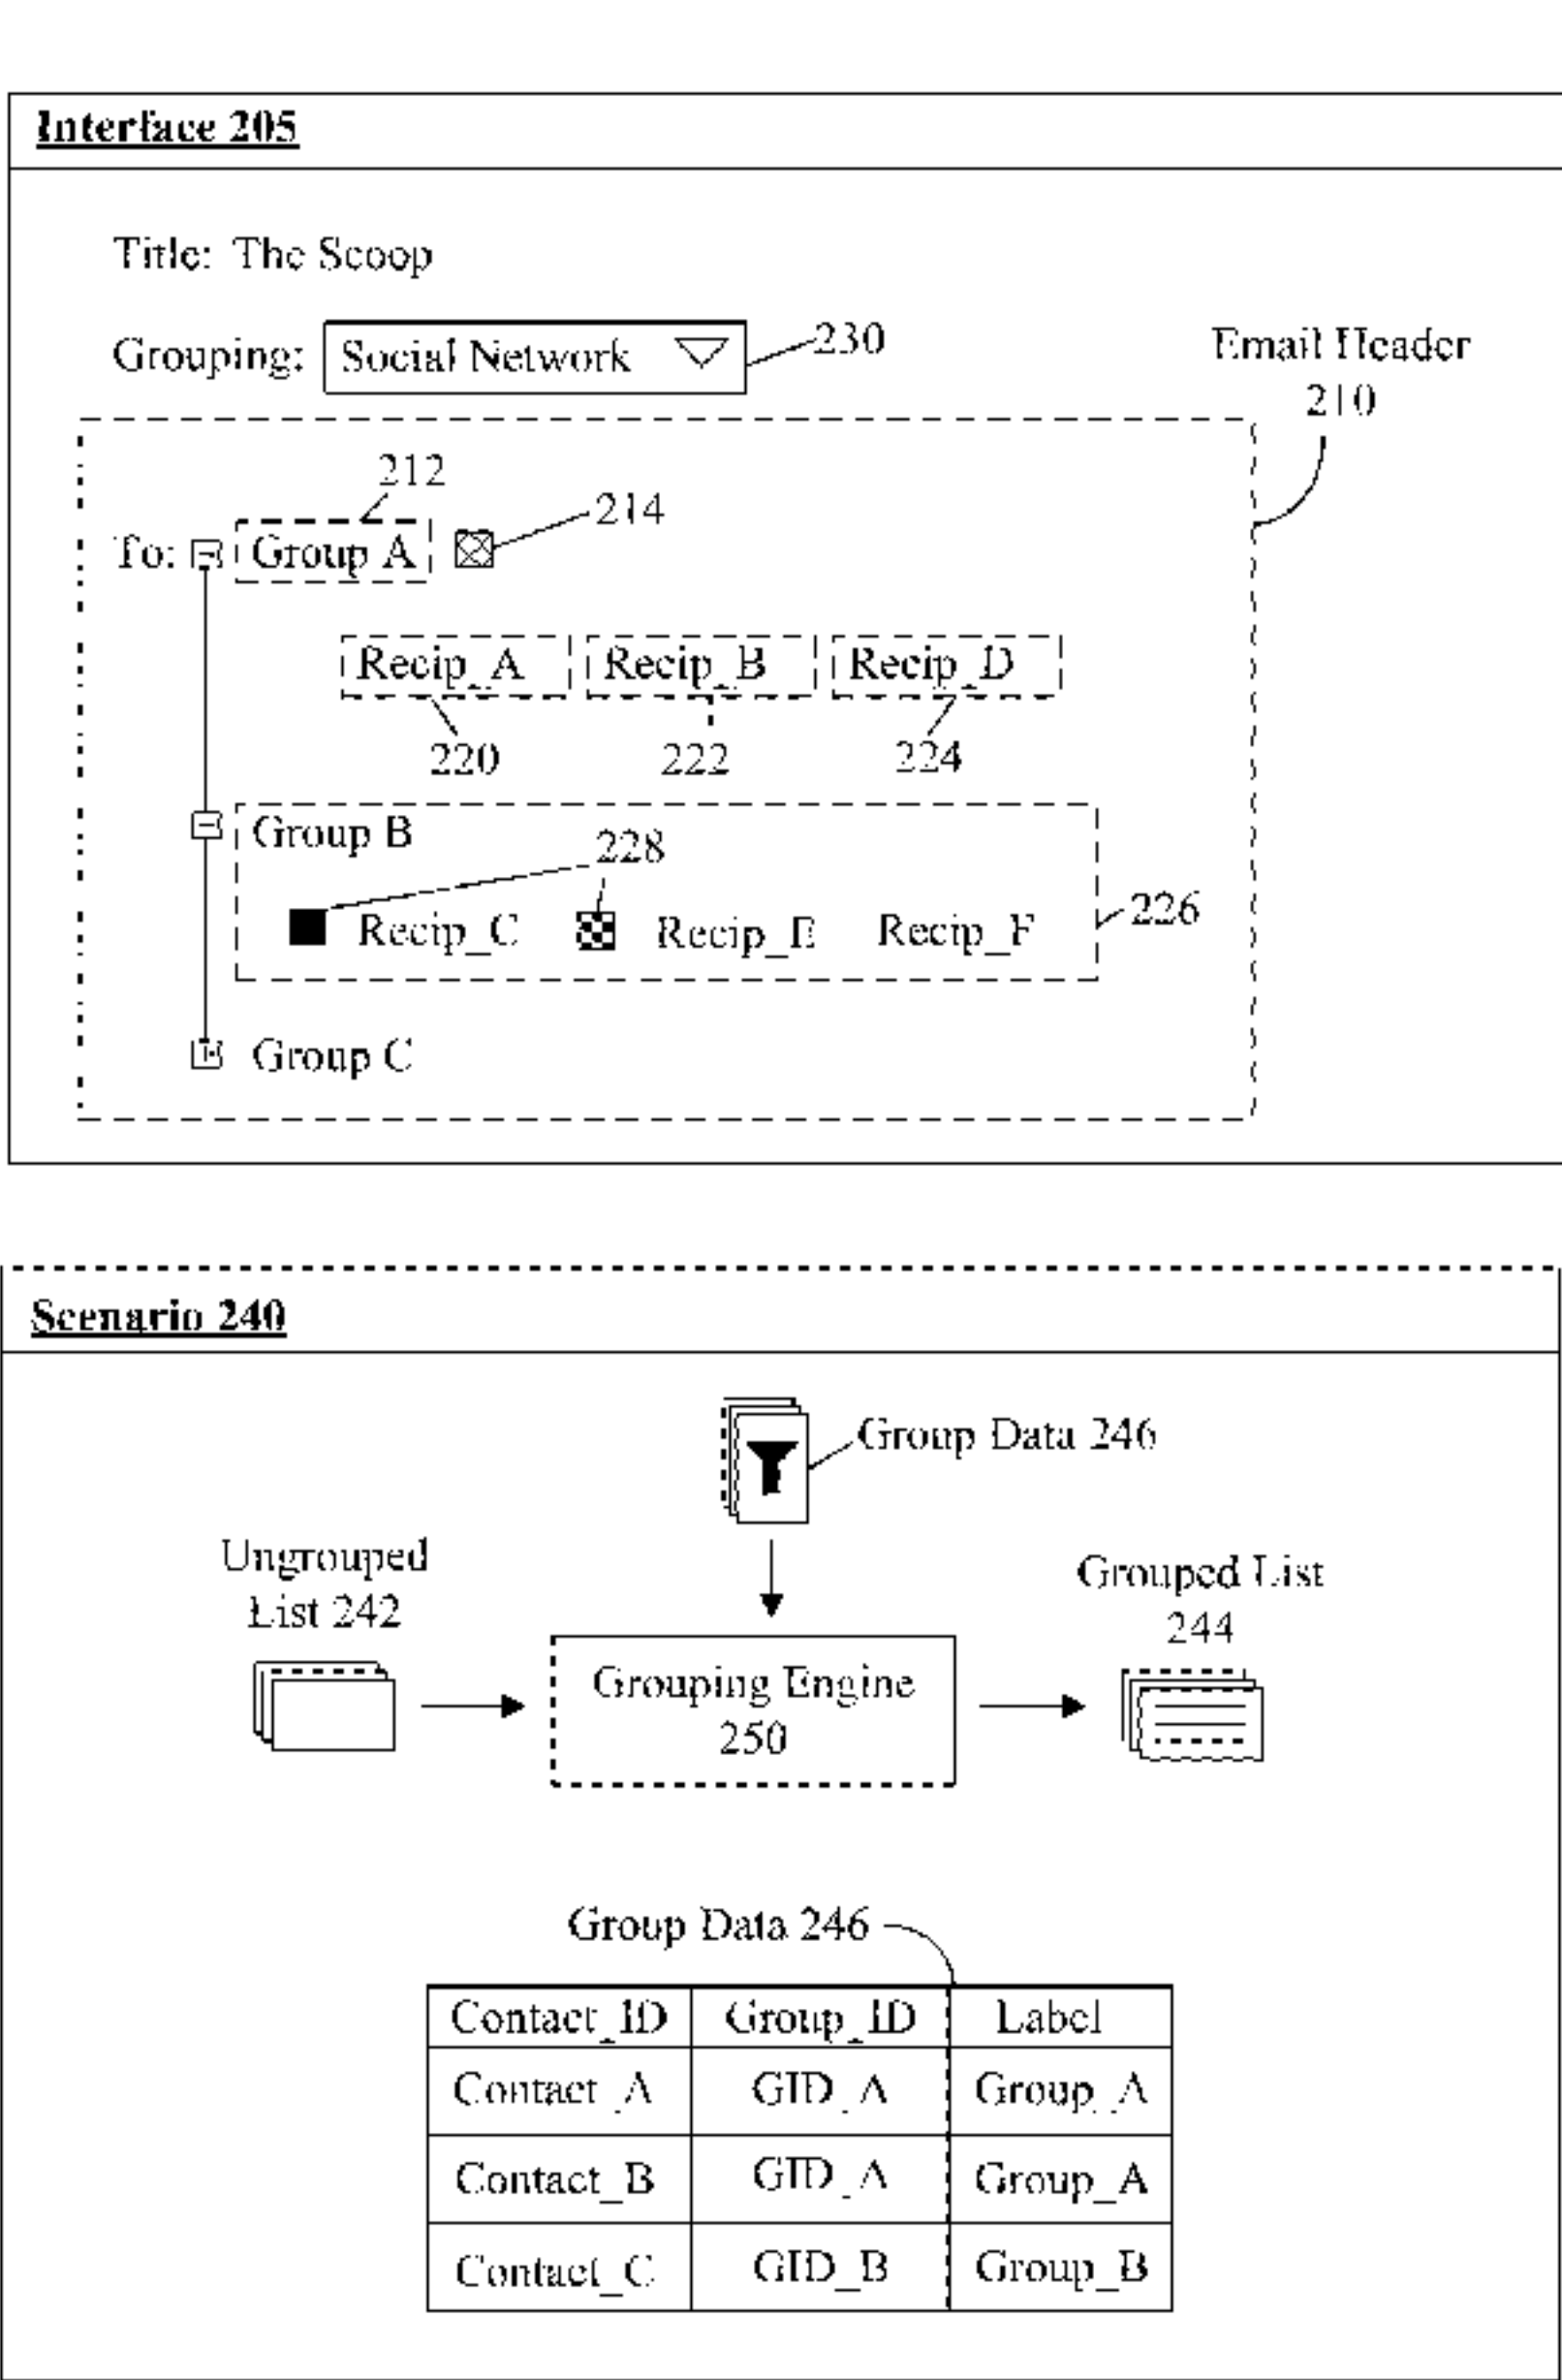 Interface 205
Title: The Scoop
Grouping: Social Network 230
Email Header
210
212
214
To: Group A
Recip_A Recip_B Recip_D
220 222 224
Group B
228
226
Recip_C Recip_E Recip_F
Group C
Scenario 240
Group Data 246
Ungrouped
List 242
Grouped List
244
Grouping Engine
250
Group Data 246
Contact_ID Group_ID Label
Contact_A GID_A Group_A
Contact_B GID_A Group_A
Contact_C GID_B Group_B